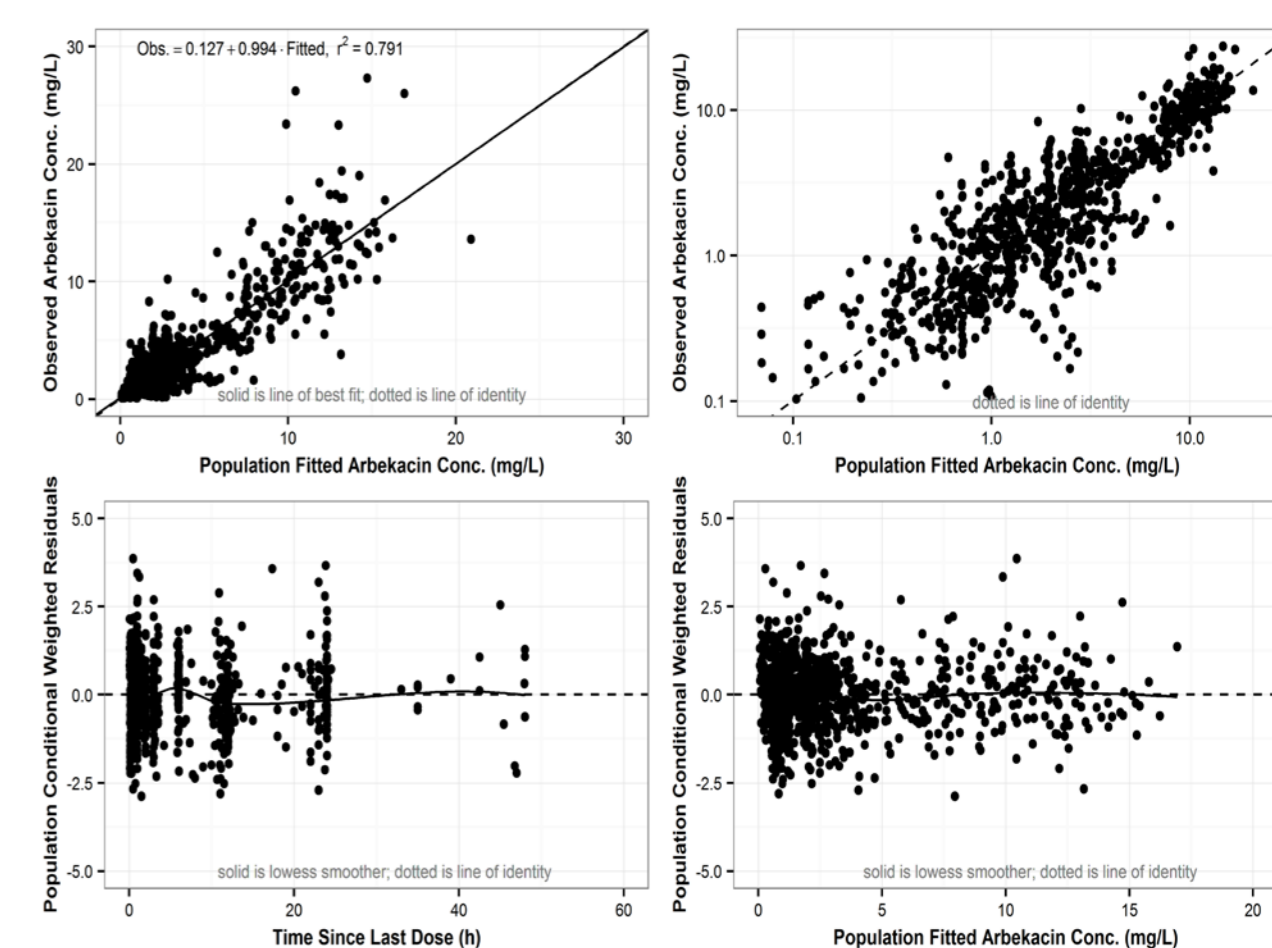 Obs. = 0.127 + 0.994 · Fitted, r² = 0.791
Observed Arbekacin Conc. (mg/L)
30
20
10
0
solid is line of best fit; dotted is line of identity
0 10 20 30
Population Fitted Arbekacin Conc. (mg/L)
Observed Arbekacin Conc. (mg/L)
10.0
1.0
0.1
dotted is line of identity
0.1 1.0 10.0
Population Fitted Arbekacin Conc. (mg/L)
Population Conditional Weighted Residuals
5.0
2.5
0.0
-2.5
-5.0
solid is lowess smoother; dotted is line of identity
0 20 40 60
Time Since Last Dose (h)
Population Conditional Weighted Residuals
5.0
2.5
0.0
-2.5
-5.0
solid is lowess smoother; dotted is line of identity
0 5 10 15 20
Population Fitted Arbekacin Conc. (mg/L)